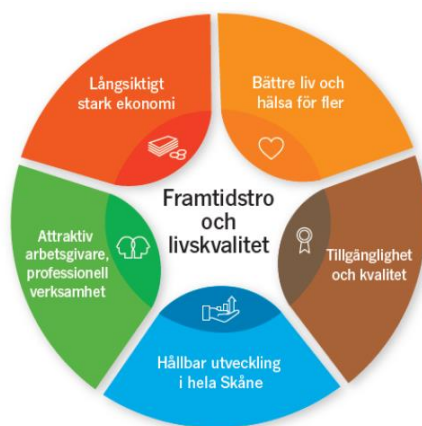 Långsiktigt
stark ekonomi
Bättre liv och
hälsa för fler
Framtidstro
och
livskvalitet
Attraktiv
arbetsgivare,
professionell
verksamhet
Tillgänglighet
och kvalitet
Hållbar utveckling
i hela Skåne